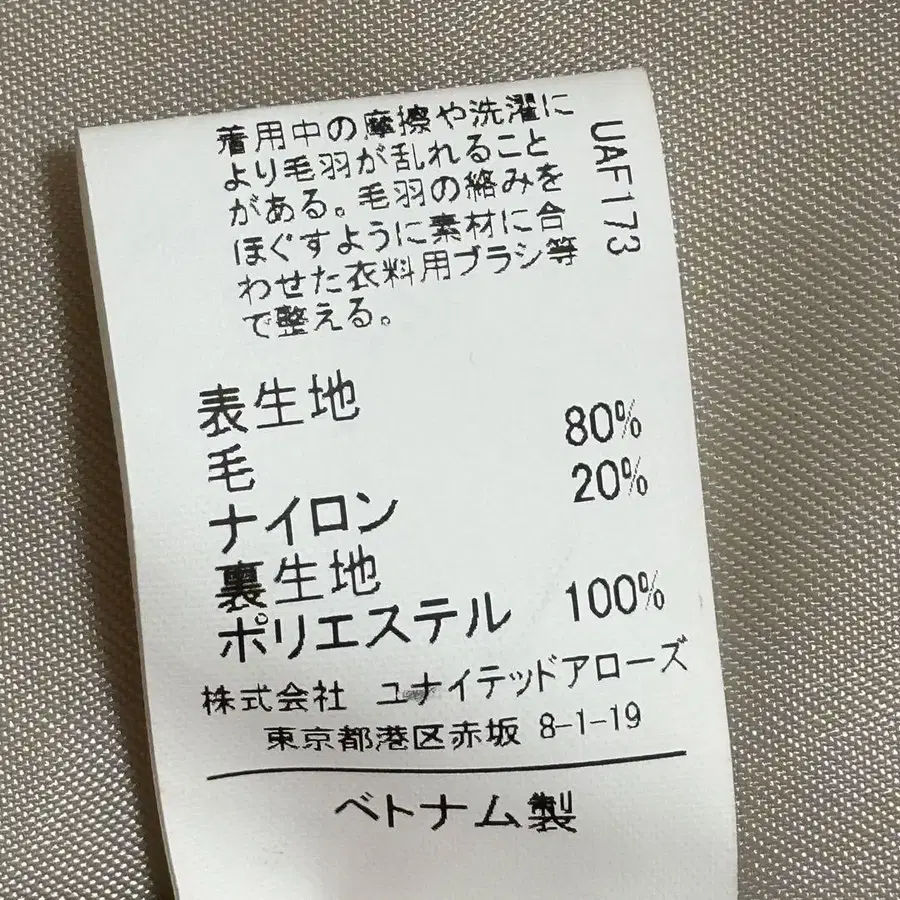 着用中の摩擦や洗濯に
より毛羽が乱れること
がある。毛羽の絡みを
ほぐすように素材に合
わせた衣料用ブラシ等
で整える。
UAF173
表生地
毛 80%
ナイロン 20%
裏生地
ポリエステル 100%
株式会社 ユナイテッドアローズ
東京都港区赤坂 8-1-19
ベトナム製